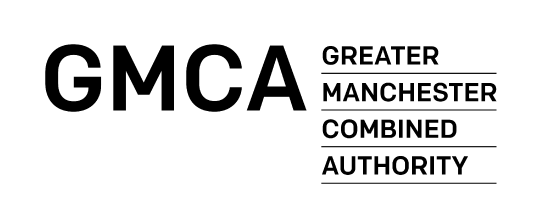 GMCA
GREATER
MANCHESTER
COMBINED
AUTHORITY